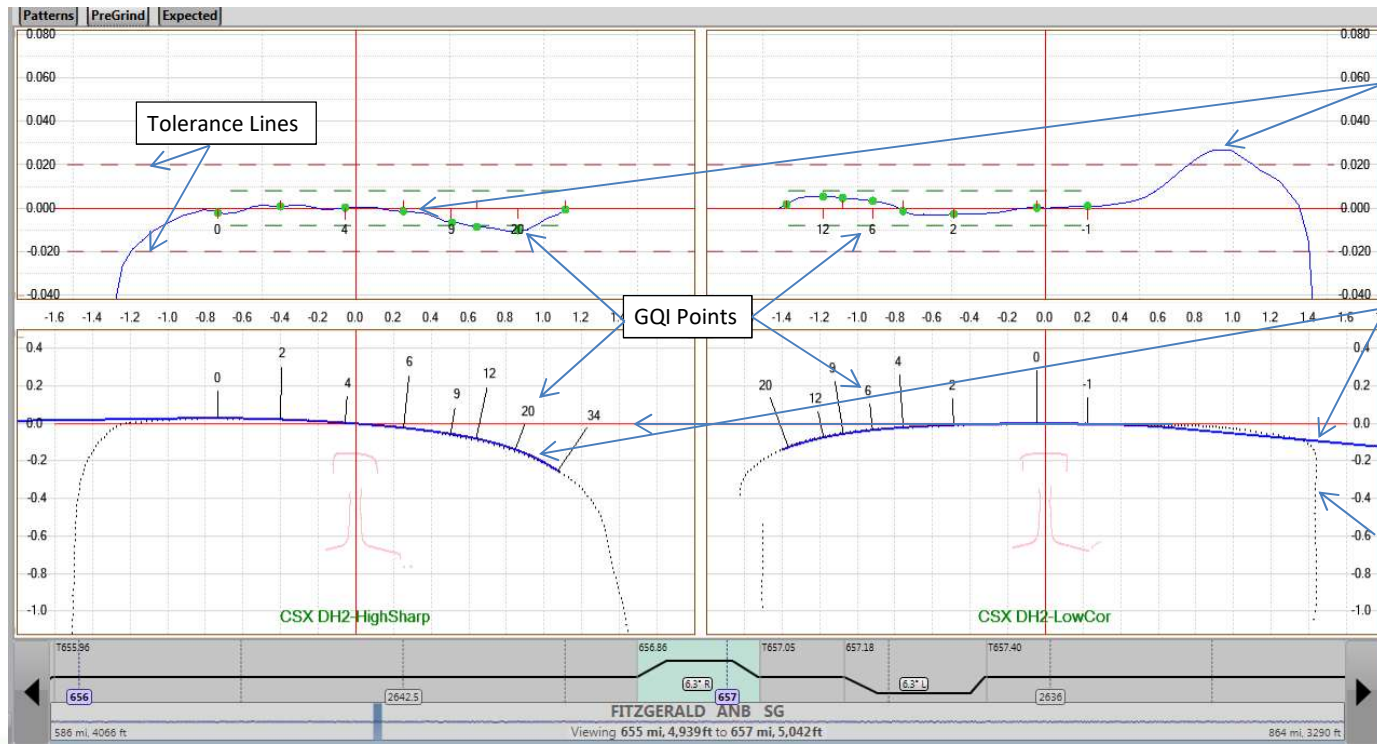 Patterns PreGrind Expected
0.080 0.080
0.060 0.060
0.040 0.040
Tolerance Lines
0.020 0.020
0.000 0.000
0 4 9 20 12 6 2 -1
-0.020 -0.020
-0.040 -0.040
GQI Points
-1.6 -1.4 -1.2 -1.0 -0.8 -0.6 -0.4 -0.2 0.0 0.2 0.4 0.6 0.8 1.0 1.2 -1.4 -1.2 -1.0 -0.8 -0.6 -0.4 -0.2 0.0 0.2 0.4 0.6 0.8 1.0 1.2 1.4 1.6
0.4 0.4
0 2 4 6 9 12 20 34
20 12 9 6 4 2 0 -1
0.2 0.2
0.0 0.0
-0.2 -0.2
-0.4 -0.4
-0.6 -0.6
-0.8 -0.8
-1.0 -1.0
CSX DH2-HighSharp CSX DH2-LowCor
T655.96 656.86 T657.05 657.18 T657.40
6.3° R 6.3° L
656 2642.5 657 2636
FITZGERALD ANB SG
586 mi, 4066 ft Viewing 655 mi, 4,939ft to 657 mi, 5,042ft 864 mi, 3290 ft